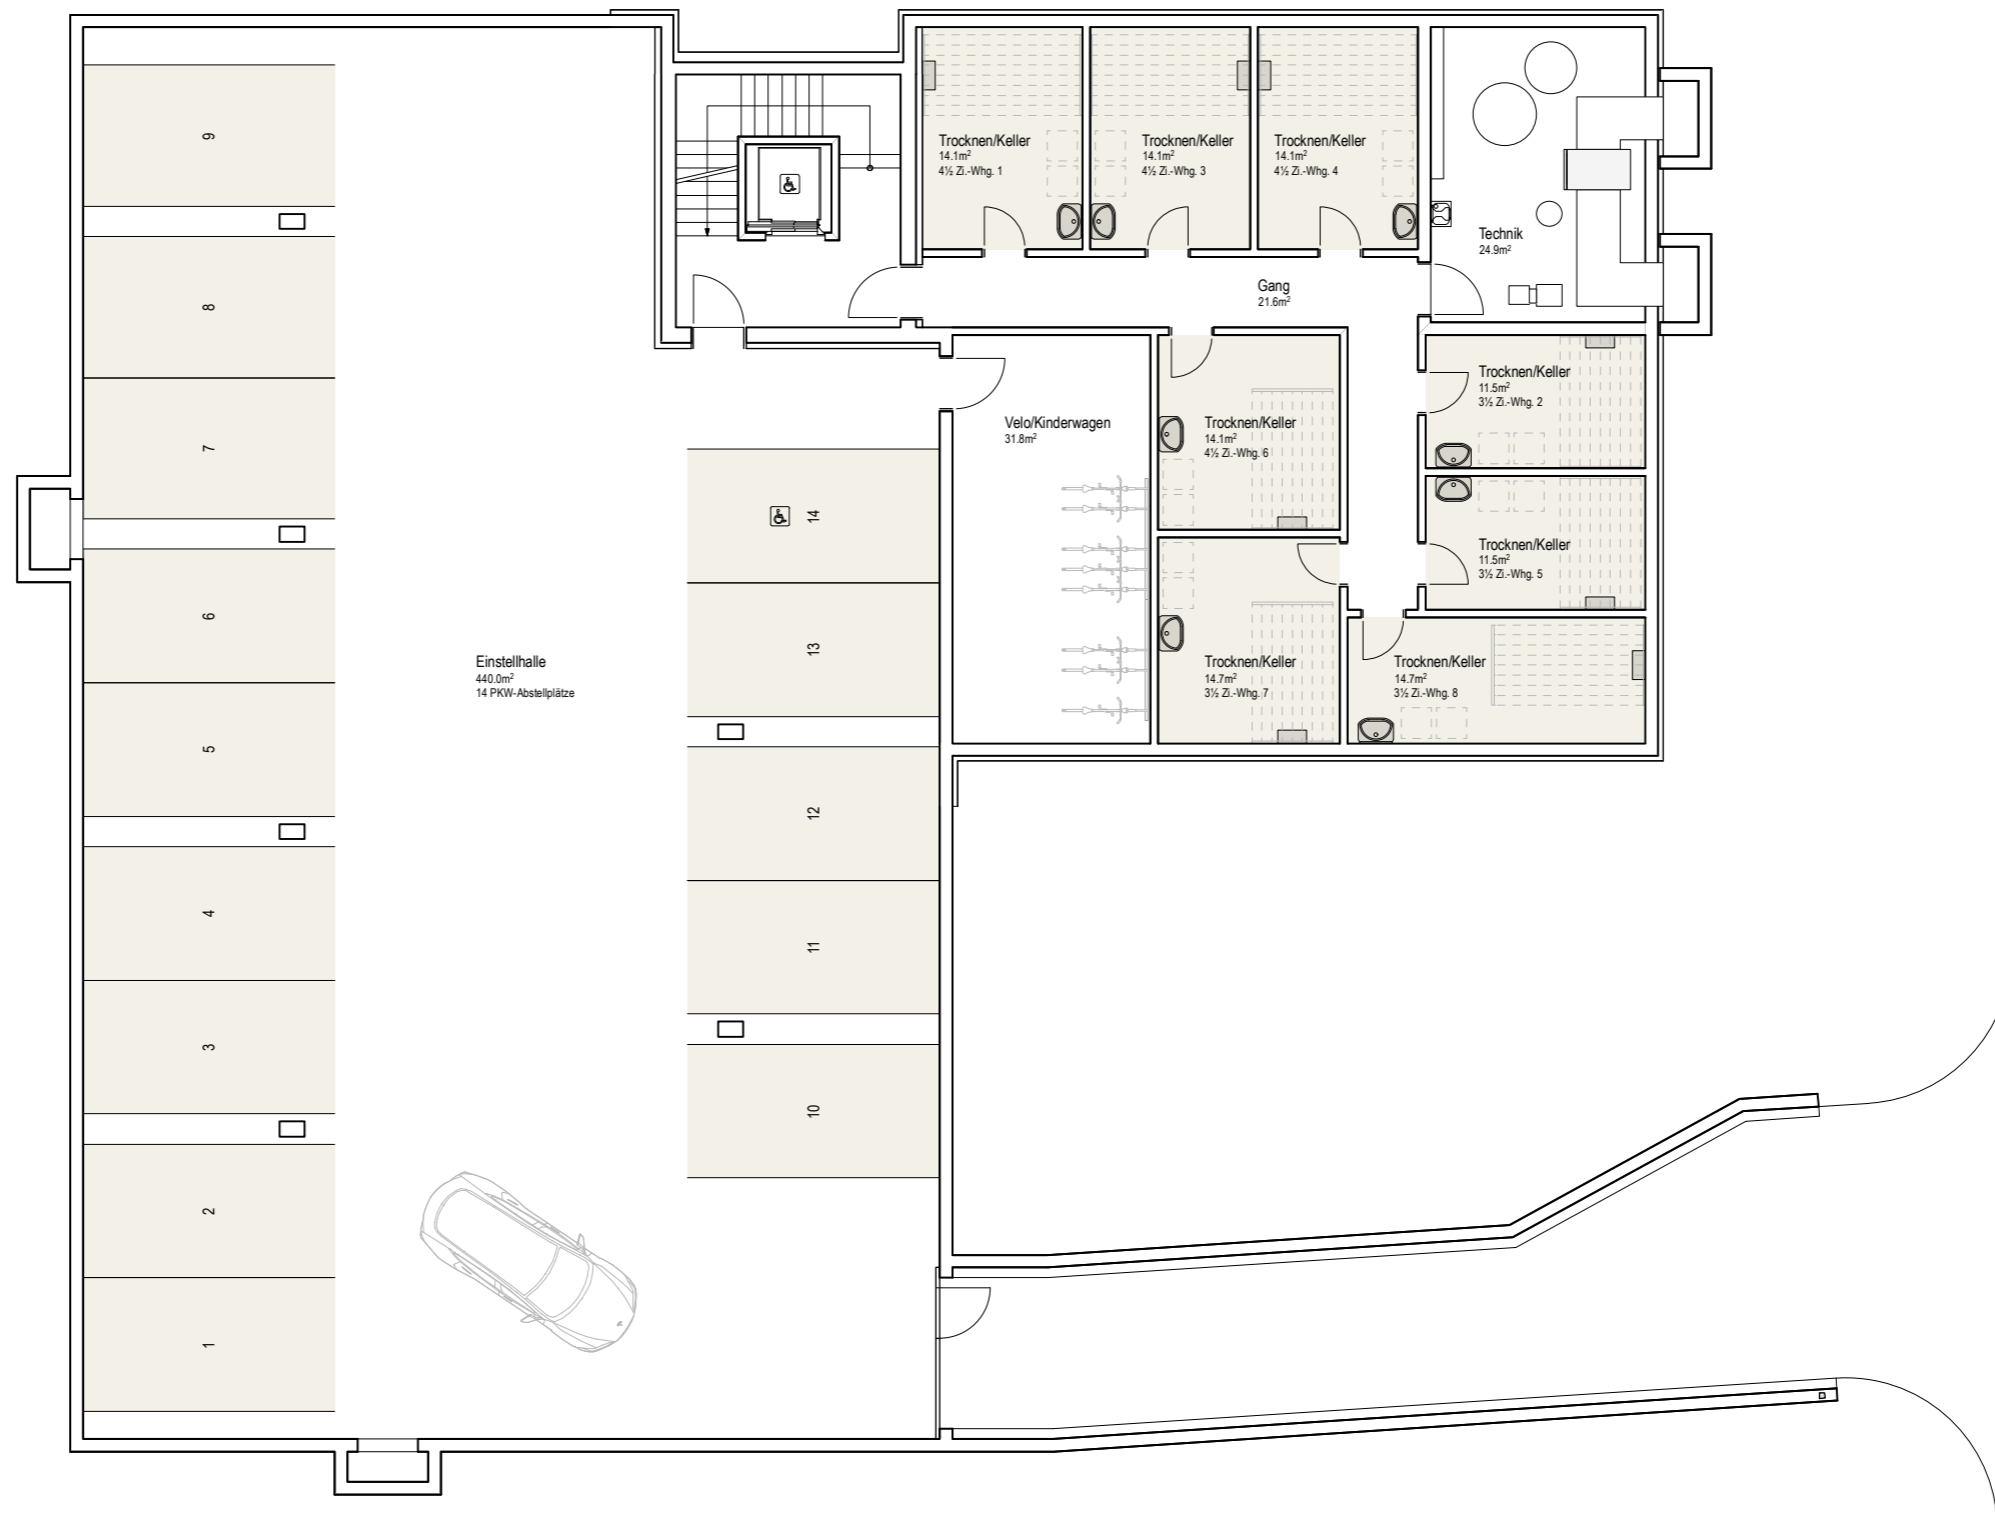 9
8
7
6
5
4
3
2
1
Einstellhalle
440.0m²
14 PKW-Abstellplätze
14
13
12
11
10
Trocknen/Keller
14.1m²
4½ Zi.-Whg. 1
Trocknen/Keller
14.1m²
4½ Zi.-Whg. 3
Trocknen/Keller
14.1m²
4½ Zi.-Whg. 4
Technik
24.9m²
Gang
21.6m²
Velo/Kinderwagen
31.8m²
Trocknen/Keller
14.1m²
4½ Zi.-Whg. 6
Trocknen/Keller
11.5m²
3½ Zi.-Whg. 2
Trocknen/Keller
11.5m²
3½ Zi.-Whg. 5
Trocknen/Keller
14.7m²
3½ Zi.-Whg. 7
Trocknen/Keller
14.7m²
3½ Zi.-Whg. 8